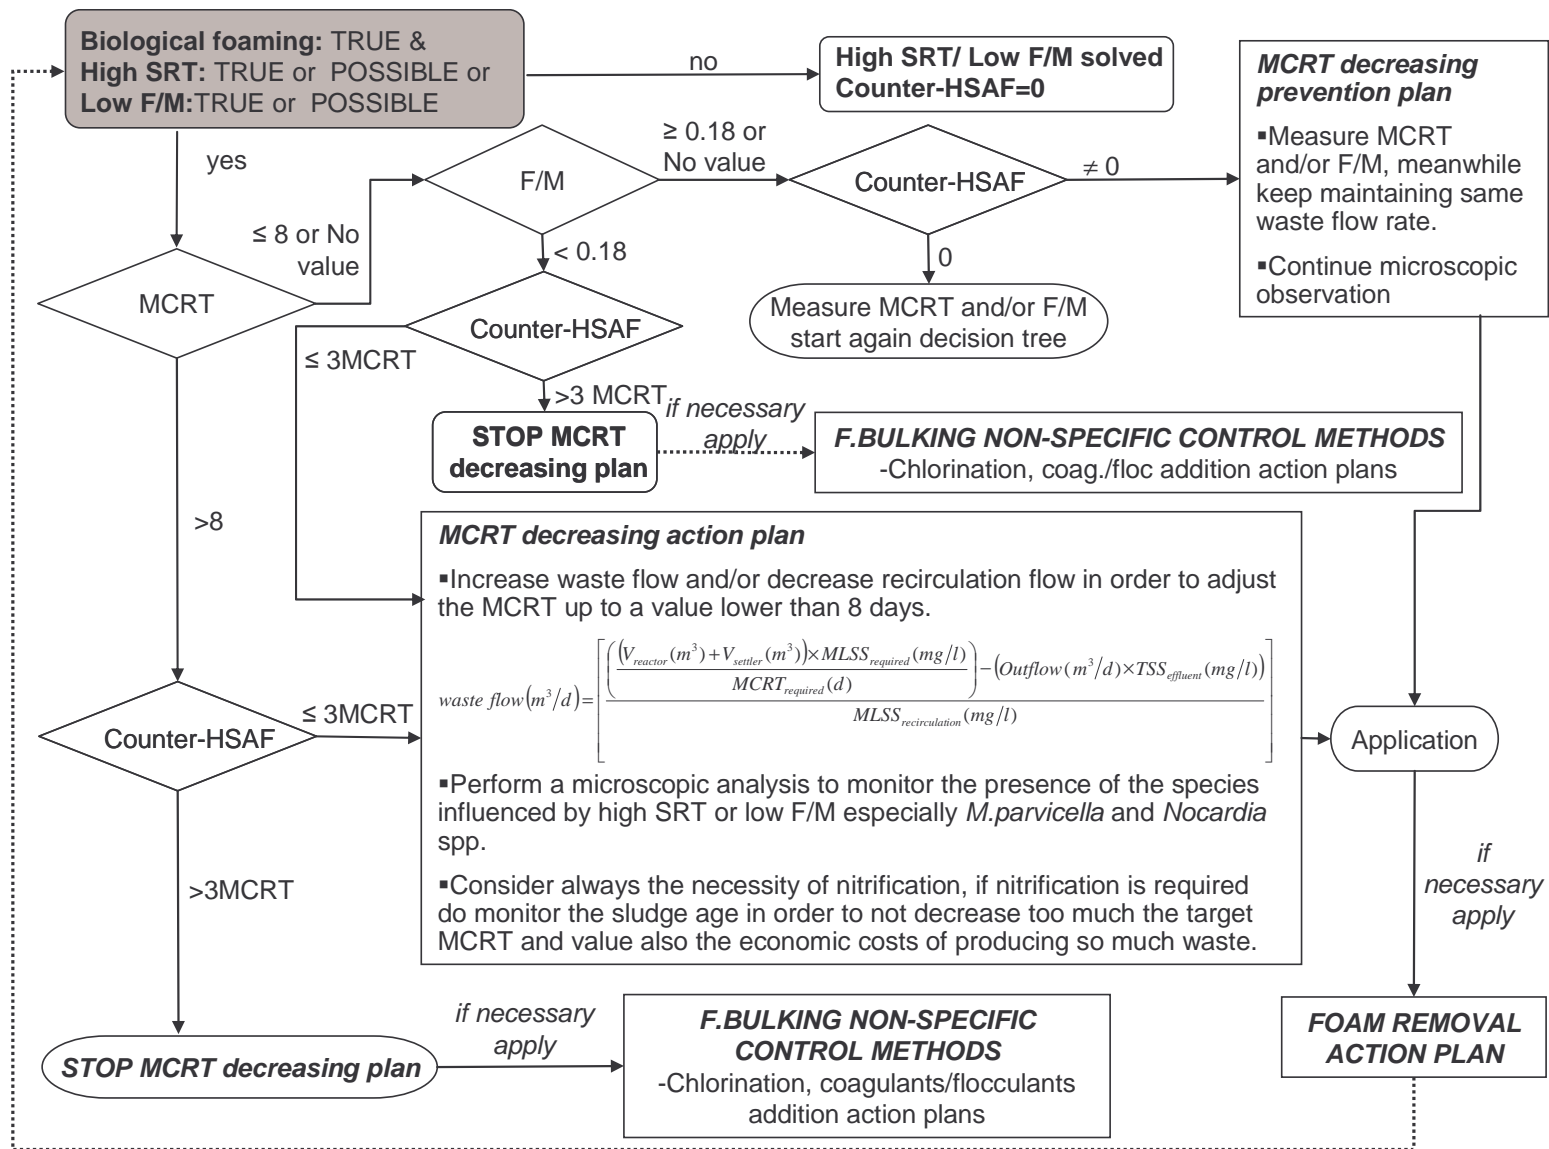 Biological foaming: TRUE &
High SRT: TRUE or POSSIBLE or
Low F/M:TRUE or POSSIBLE
no
High SRT/ Low F/M solved
Counter-HSAF=0
MCRT decreasing
prevention plan
▪Measure MCRT
and/or F/M, meanwhile
keep maintaining same
waste flow rate.
▪Continue microscopic
observation
yes
≤ 8 or No
value
MCRT
F/M
≥ 0.18 or
No value
Counter-HSAF
≠ 0
0
Measure MCRT and/or F/M
start again decision tree
< 0.18
Counter-HSAF
≤ 3MCRT
>3 MCRT
STOP MCRT
decreasing plan
if necessary
apply
F.BULKING NON-SPECIFIC CONTROL METHODS
-Chlorination, coag./floc addition action plans
>8
MCRT decreasing action plan
▪Increase waste flow and/or decrease recirculation flow in order to adjust
the MCRT up to a value lower than 8 days.
waste flow(m³/d)=[(((V reactor (m³)+V settler (m³))×MLSS required (mg/l) / MCRT required (d))−(Outflow(m³/d)×TSS effluent (mg/l))) / MLSS recirculation (mg/l)]
▪Perform a microscopic analysis to monitor the presence of the species
influenced by high SRT or low F/M especially M.parvicella and Nocardia
spp.
▪Consider always the necessity of nitrification, if nitrification is required
do monitor the sludge age in order to not decrease too much the target
MCRT and value also the economic costs of producing so much waste.
Counter-HSAF
≤ 3MCRT
>3MCRT
Application
if
necessary
apply
FOAM REMOVAL
ACTION PLAN
STOP MCRT decreasing plan
if necessary
apply
F.BULKING NON-SPECIFIC
CONTROL METHODS
-Chlorination, coagulants/flocculants
addition action plans